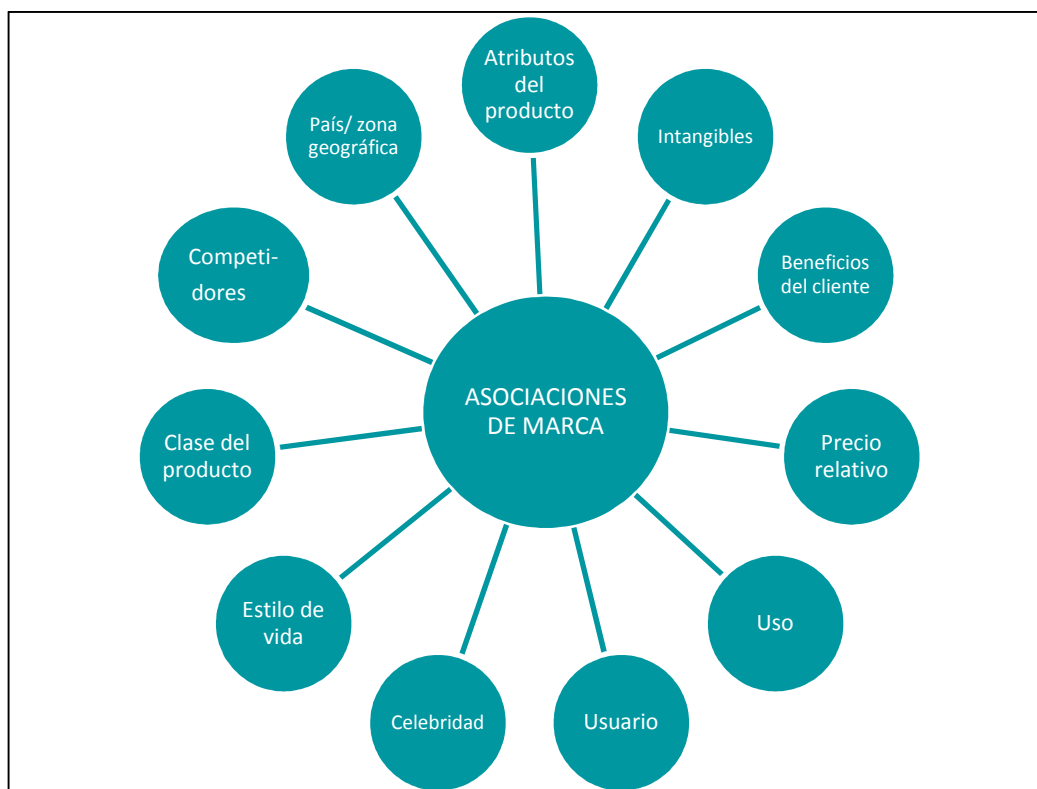 Atributos
del
producto
Intangibles
Beneficios
del cliente
Precio
relativo
Uso
Usuario
Celebridad
Estilo de
vida
Clase del
producto
Competi-
dores
País/ zona
geográfica
ASOCIACIONES
DE MARCA